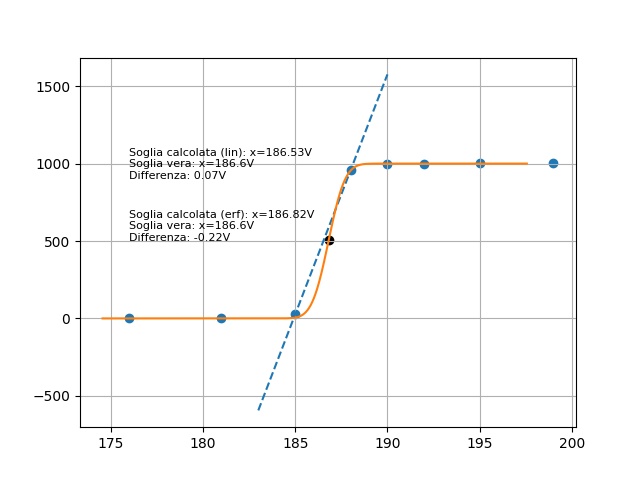 1500
Soglia calcolata (lin): x=186.53V
1000
Soglia vera: x=186.6V
Differenza: 0.07V
Soglia calcolata (erf): x=186.82V
Soglia vera: x=186.6V
500
Differenza: -0.22V
0
−500
175 180 185 190 195 200